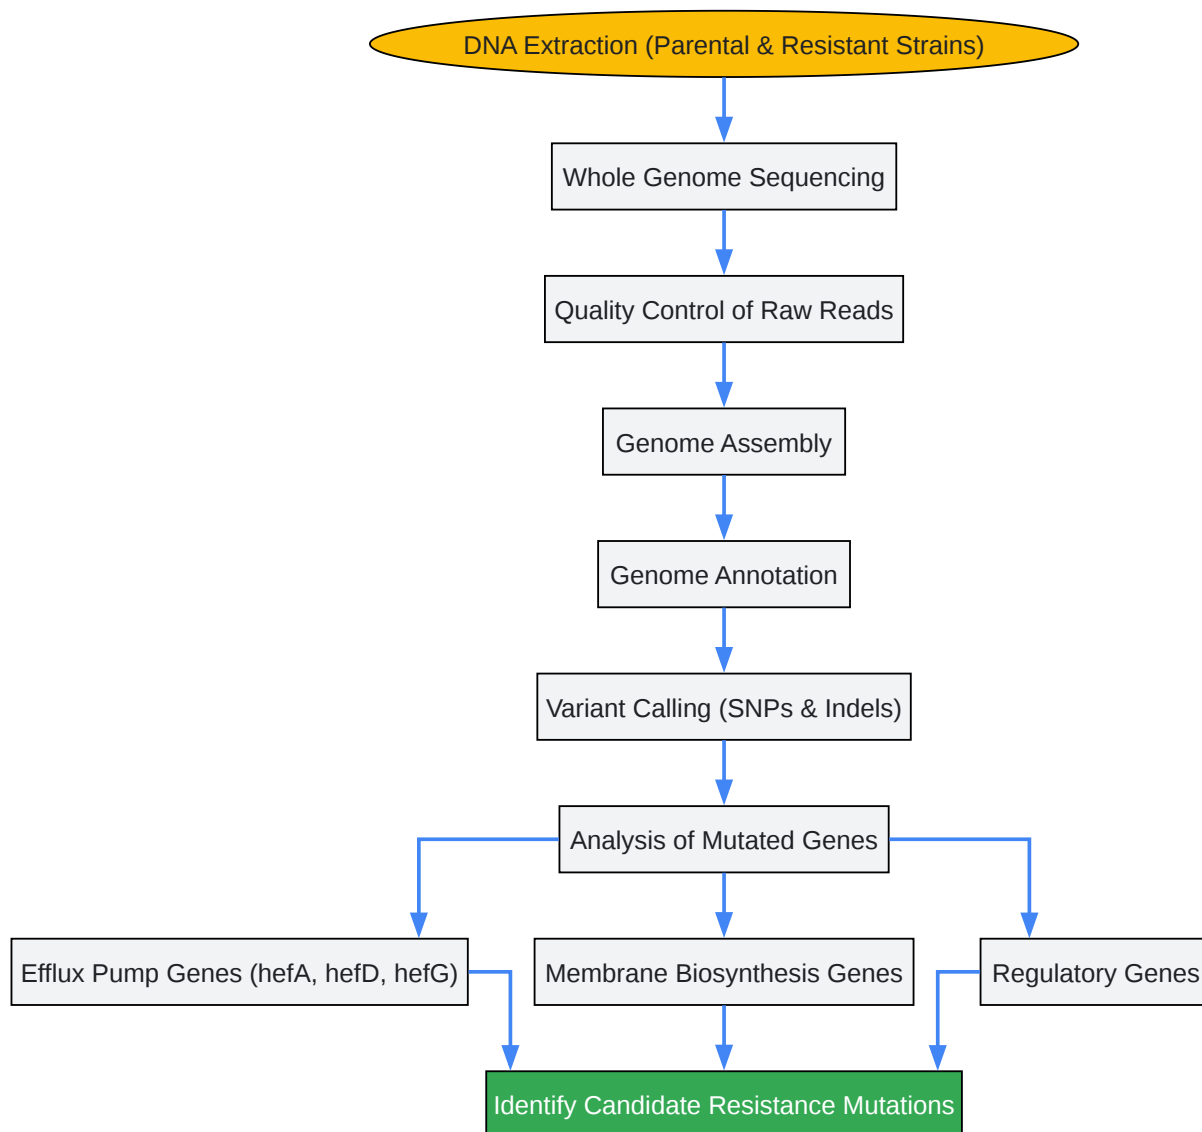 DNA Extraction (Parental & Resistant Strains)
Whole Genome Sequencing
Quality Control of Raw Reads
Genome Assembly
Genome Annotation
Variant Calling (SNPs & Indels)
Analysis of Mutated Genes
Efflux Pump Genes (hefA, hefD, hefG)
Membrane Biosynthesis Genes
Regulatory Genes
Identify Candidate Resistance Mutations